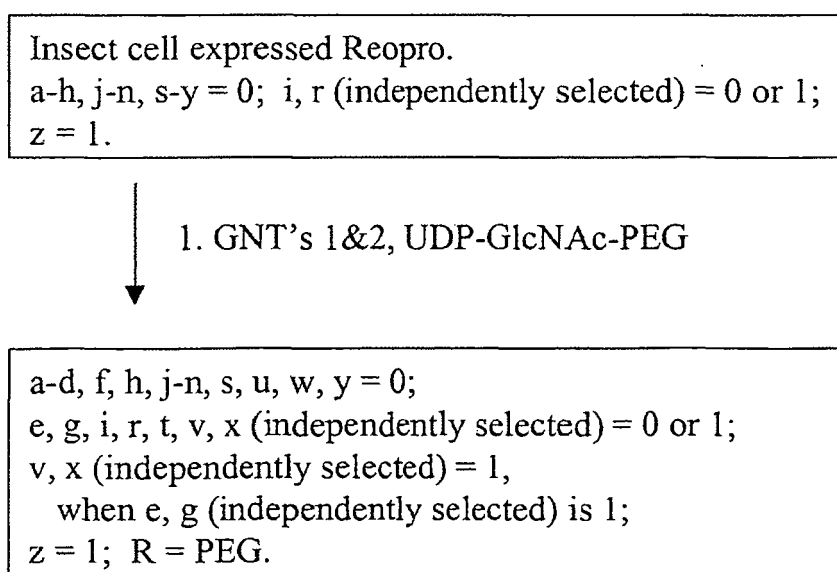 Insect cell expressed Reopro.
a-h, j-n, s-y = 0; i, r (independently selected) = 0 or 1;
z = 1.
1. GNT's 1&2, UDP-GlcNAc-PEG
a-d, f, h, j-n, s, u, w, y = 0;
e, g, i, r, t, v, x (independently selected) = 0 or 1;
v, x (independently selected) = 1,
when e, g (independently selected) is 1;
z = 1; R = PEG.